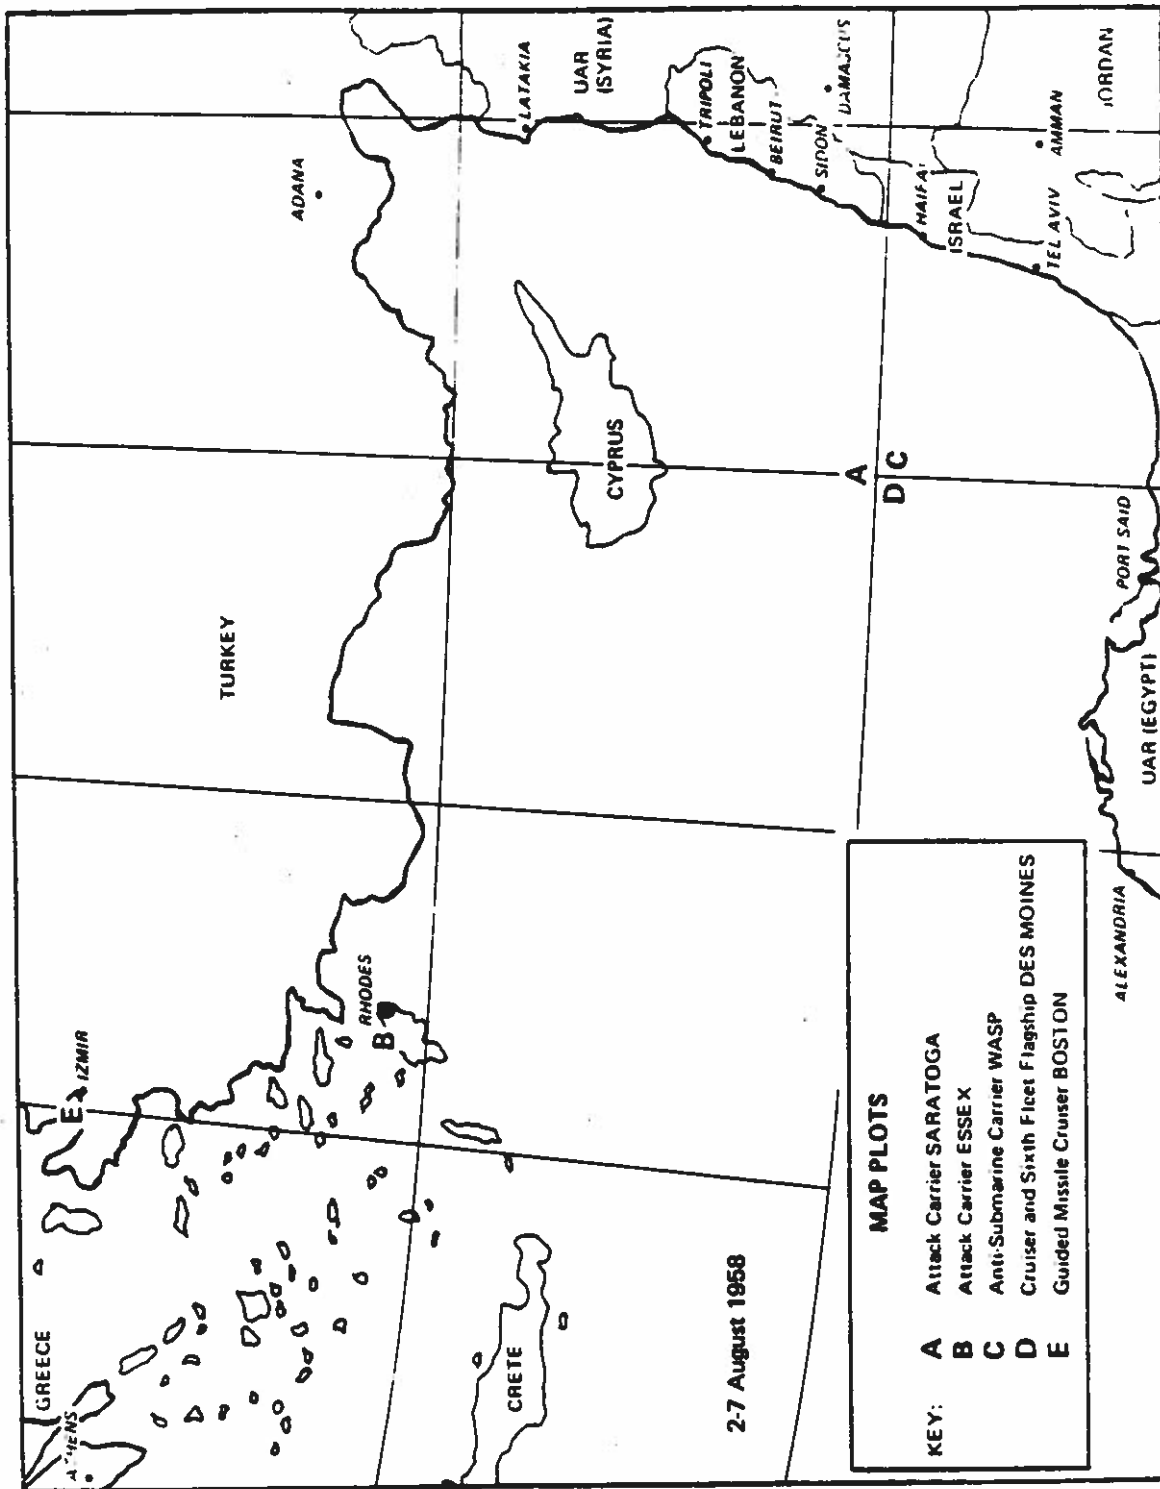 GREECE
ATHENS
E
IZMIR
TURKEY
ADANA
B
RHODES
LATAKIA
UAR
(SYRIA)
CRETE
CYPRUS
TRIPOLI
LEBANON
BEIRUT
SIDON
DAMASCUS
A
D C
HAIFA
ISRAEL
TEL AVIV
AMMAN
JORDAN
2-7 August 1958
PORT SAID
ALEXANDRIA
UAR (EGYPT)
MAP PLOTS
KEY: A Attack Carrier SARATOGA
B Attack Carrier ESSEX
C Anti-Submarine Carrier WASP
D Cruiser and Sixth Fleet Flagship DES MOINES
E Guided Missile Cruiser BOSTON